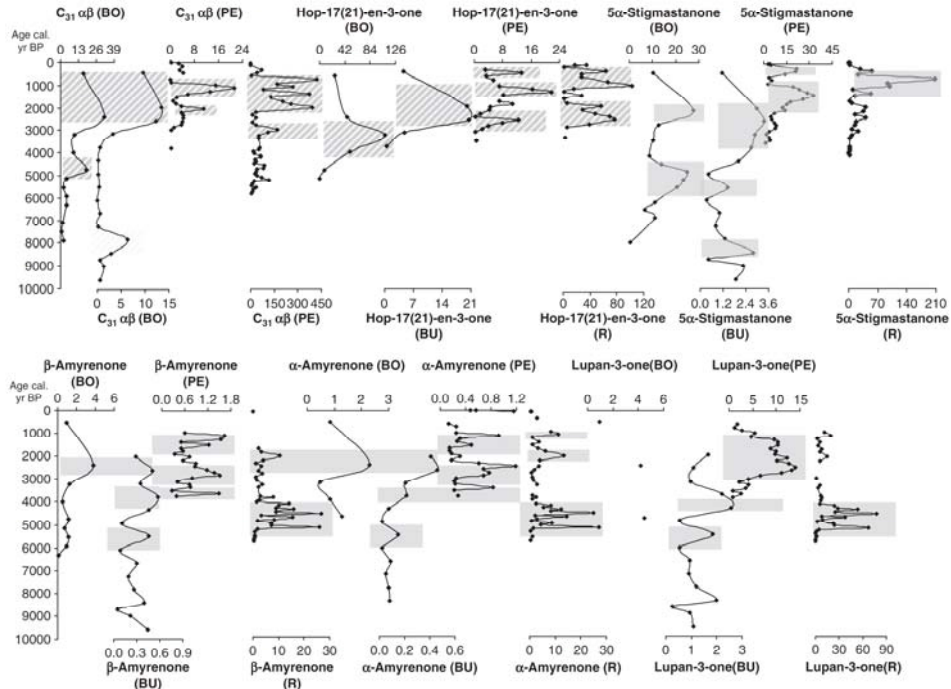 C31 αβ (BO) C31 αβ (PE) Hop-17(21)-en-3-one (BO) Hop-17(21)-en-3-one (PE) 5α-Stigmastanone (BO) 5α-Stigmastanone (PE)
Age cal. yr BP
0 13 26 39 0 6 12 18 24 0 42 84 126 0 6 12 18 24 0 10 20 30 0 15 30 45
0
1000
2000
3000
4000
5000
6000
7000
8000
9000
10000
0 5 10 15 0 150 300 450 0 7 14 21 0 40 80 120 0.0 1.2 2.4 3.6 0 70 140 210
C31 αβ (BO) C31 αβ (PE) Hop-17(21)-en-3-one (BU) Hop-17(21)-en-3-one (R) 5α-Stigmastanone (BU) 5α-Stigmastanone (R)
β-Amyrenone (BO) β-Amyrenone (PE) α-Amyrenone (BO) α-Amyrenone (PE) Lupan-3-one(BO) Lupan-3-one(PE)
Age cal. yr BP
0 2 4 6 0.0 0.6 1.2 1.8 0 1 2 3 0.0 0.4 0.8 1.2 0 2 4 6 0 5 10 15
0
1000
2000
3000
4000
5000
6000
7000
8000
9000
10000
0.0 0.3 0.6 0.9 0 10 20 30 0.0 0.2 0.4 0.6 0 10 20 30 0 1 2 3 0 30 60 90
β-Amyrenone (BU) β-Amyrenone (R) α-Amyrenone (BU) α-Amyrenone (R) Lupan-3-one(BU) Lupan-3-one(R)